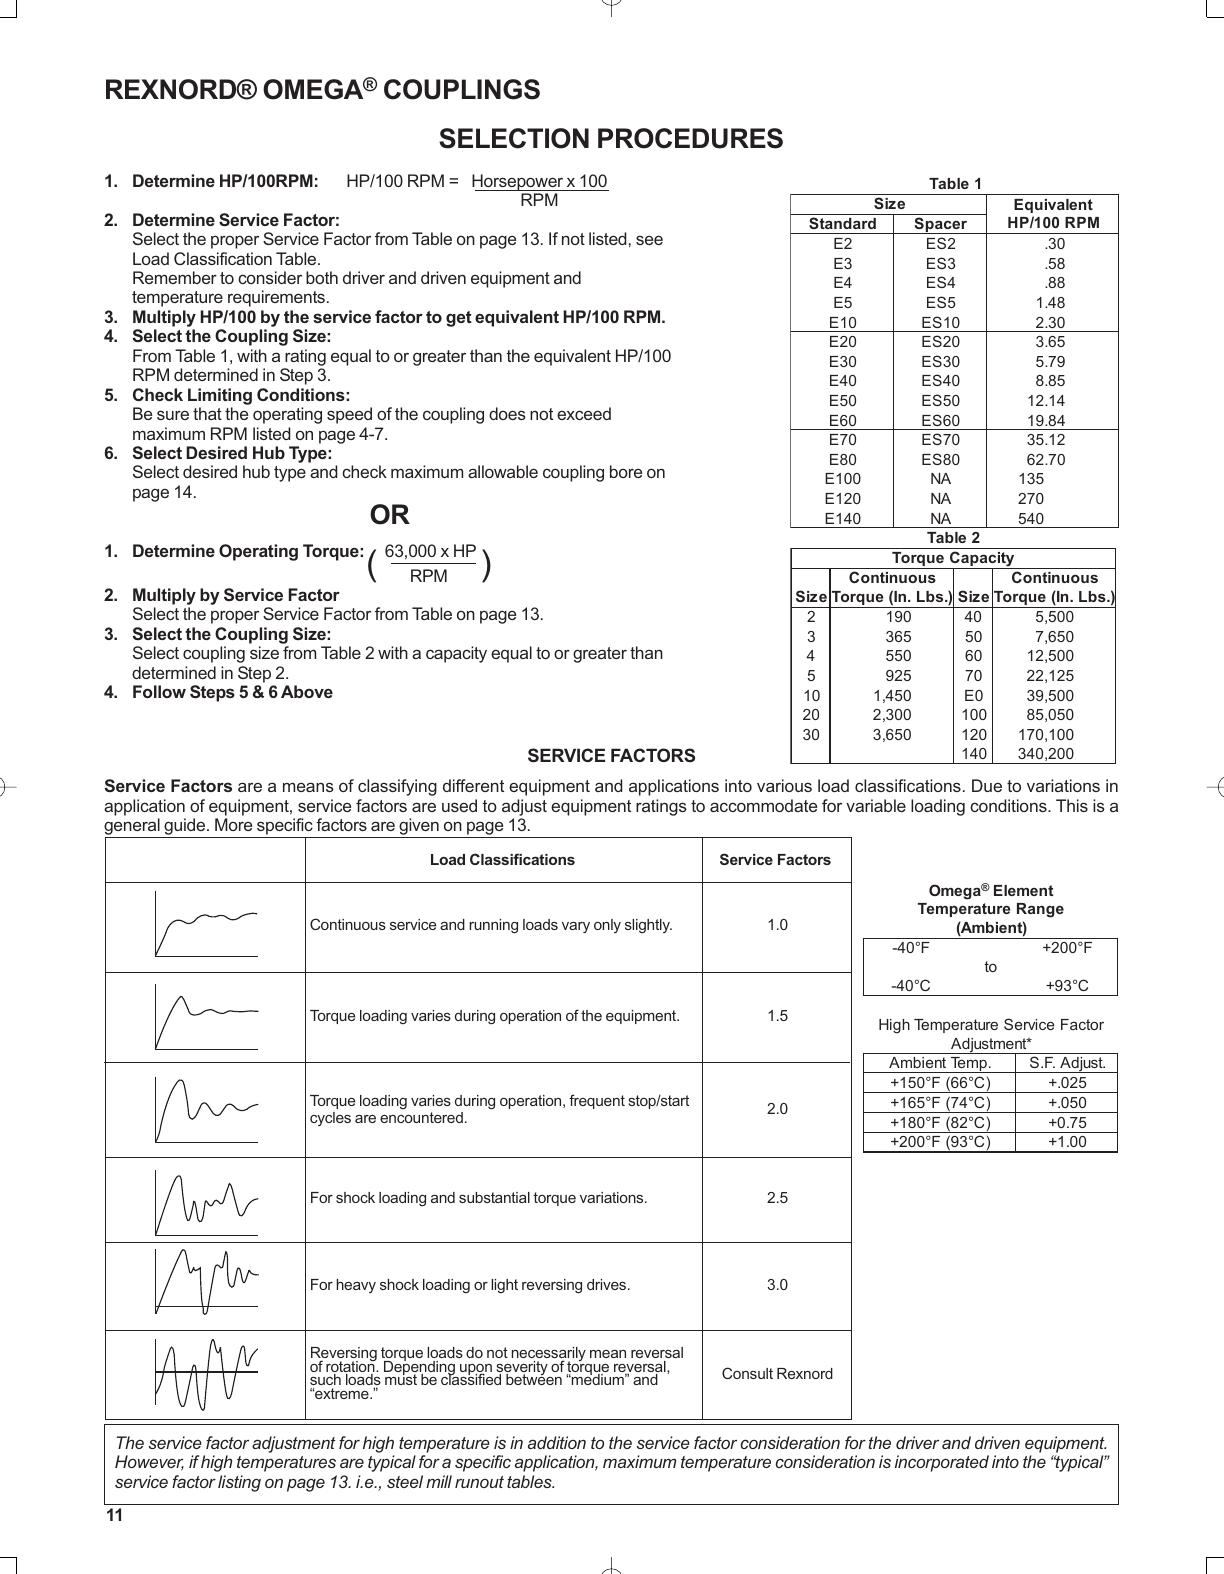 REXNORD® OMEGA® COUPLINGS
SELECTION PROCEDURES
1. Determine HP/100RPM: HP/100 RPM = Horsepower x 100
RPM
2. Determine Service Factor:
Select the proper Service Factor from Table on page 13. If not listed, see
Load Classification Table.
Remember to consider both driver and driven equipment and
temperature requirements.
3. Multiply HP/100 by the service factor to get equivalent HP/100 RPM.
4. Select the Coupling Size:
From Table 1, with a rating equal to or greater than the equivalent HP/100
RPM determined in Step 3.
5. Check Limiting Conditions:
Be sure that the operating speed of the coupling does not exceed
maximum RPM listed on page 4-7.
6. Select Desired Hub Type:
Select desired hub type and check maximum allowable coupling bore on
page 14.
OR
1. Determine Operating Torque: ( 63,000 x HP )
RPM
2. Multiply by Service Factor
Select the proper Service Factor from Table on page 13.
3. Select the Coupling Size:
Select coupling size from Table 2 with a capacity equal to or greater than
determined in Step 2.
4. Follow Steps 5 & 6 Above
Table 1
Size Equivalent
Standard Spacer HP/100 RPM
E2 ES2 .30
E3 ES3 .58
E4 ES4 .88
E5 ES5 1.48
E10 ES10 2.30
E20 ES20 3.65
E30 ES30 5.79
E40 ES40 8.85
E50 ES50 12.14
E60 ES60 19.84
E70 ES70 35.12
E80 ES80 62.70
E100 NA 135
E120 NA 270
E140 NA 540
Table 2
Torque Capacity
Continuous Continuous
Size Torque (In. Lbs.) Size Torque (In. Lbs.)
2 190 40 5,500
3 365 50 7,650
4 550 60 12,500
5 925 70 22,125
10 1,450 E0 39,500
20 2,300 100 85,050
30 3,650 120 170,100
140 340,200
SERVICE FACTORS
Service Factors are a means of classifying different equipment and applications into various load classifications. Due to variations in
application of equipment, service factors are used to adjust equipment ratings to accommodate for variable loading conditions. This is a
general guide. More specific factors are given on page 13.
Load Classifications Service Factors
Continuous service and running loads vary only slightly. 1.0
Torque loading varies during operation of the equipment. 1.5
Torque loading varies during operation, frequent stop/start
cycles are encountered. 2.0
For shock loading and substantial torque variations. 2.5
For heavy shock loading or light reversing drives. 3.0
Reversing torque loads do not necessarily mean reversal
of rotation. Depending upon severity of torque reversal,
such loads must be classified between “medium” and
“extreme.”
Consult Rexnord
Omega® Element
Temperature Range
(Ambient)
-40°F +200°F
to
-40°C +93°C
High Temperature Service Factor
Adjustment*
Ambient Temp. S.F. Adjust.
+150°F (66°C) +.025
+165°F (74°C) +.050
+180°F (82°C) +0.75
+200°F (93°C) +1.00
The service factor adjustment for high temperature is in addition to the service factor consideration for the driver and driven equipment.
However, if high temperatures are typical for a specific application, maximum temperature consideration is incorporated into the “typical”
service factor listing on page 13. i.e., steel mill runout tables.
11